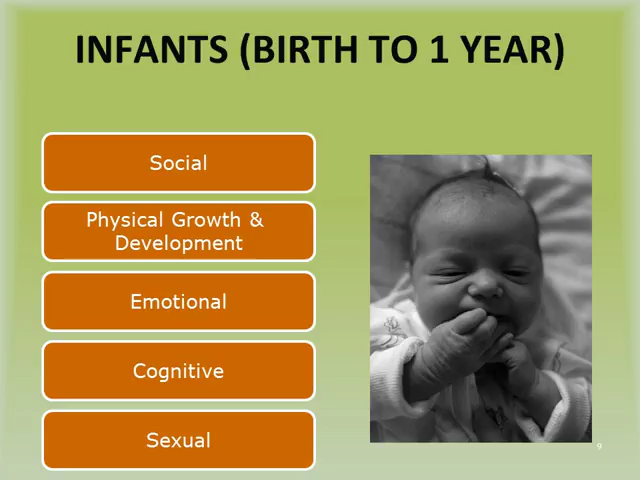 INFANTS (BIRTH TO 1 YEAR)
Social
Physical Growth &
Development
Emotional
Cognitive
Sexual
9